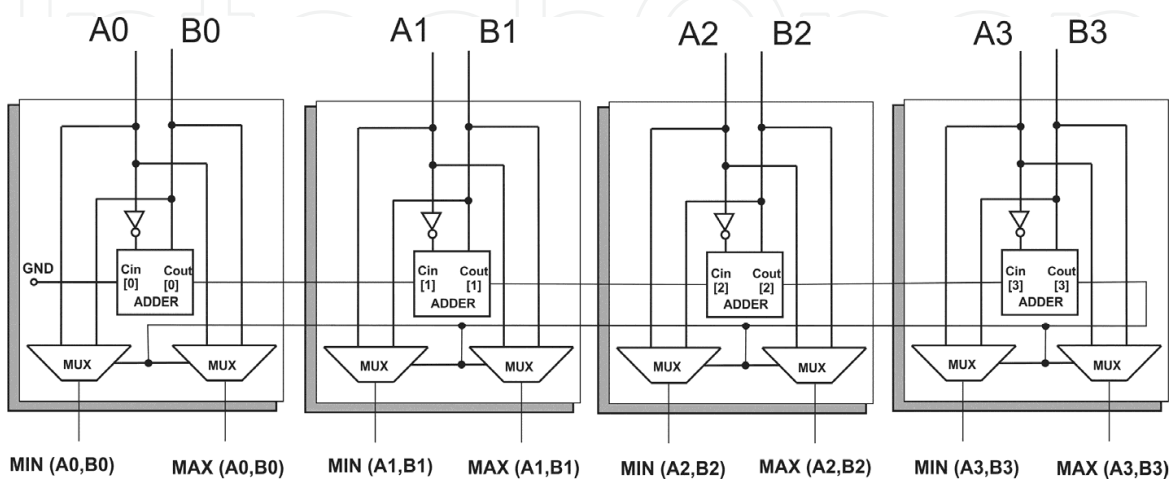 A0 B0 A1 B1 A2 B2 A3 B3
GND
Cin Cout
[0] [0]
ADDER
Cin Cout
[1] [1]
ADDER
Cin Cout
[2] [2]
ADDER
Cin Cout
[3] [3]
ADDER
MUX MUX MUX MUX MUX MUX MUX MUX
MIN (A0,B0) MAX (A0,B0) MIN (A1,B1) MAX (A1,B1) MIN (A2,B2) MAX (A2,B2) MIN (A3,B3) MAX (A3,B3)